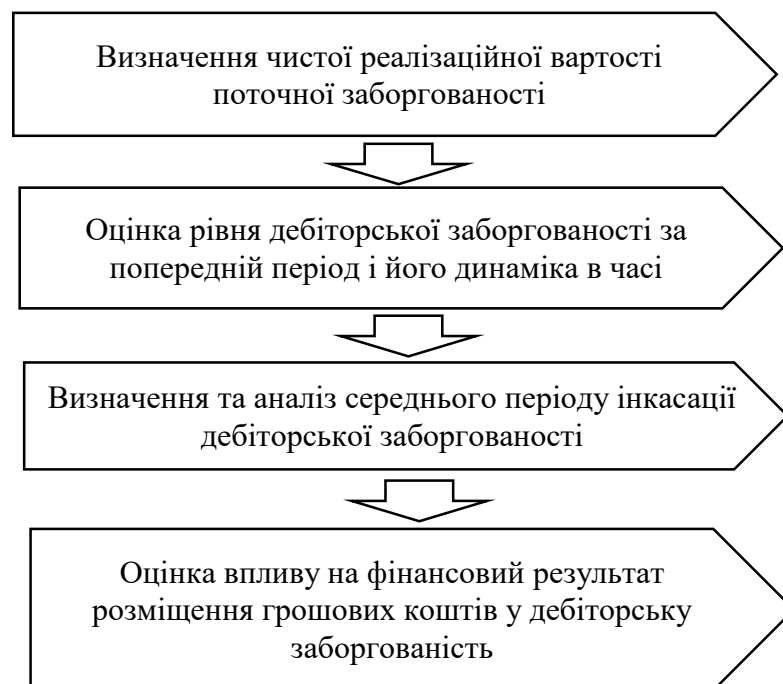 Визначення чистої реалізаційної вартості
поточної заборгованості
Оцінка рівня дебіторської заборгованості за
попередній період і його динаміка в часі
Визначення та аналіз середнього періоду інкасації
дебіторської заборгованості
Оцінка впливу на фінансовий результат
розміщення грошових коштів у дебіторську
заборгованість